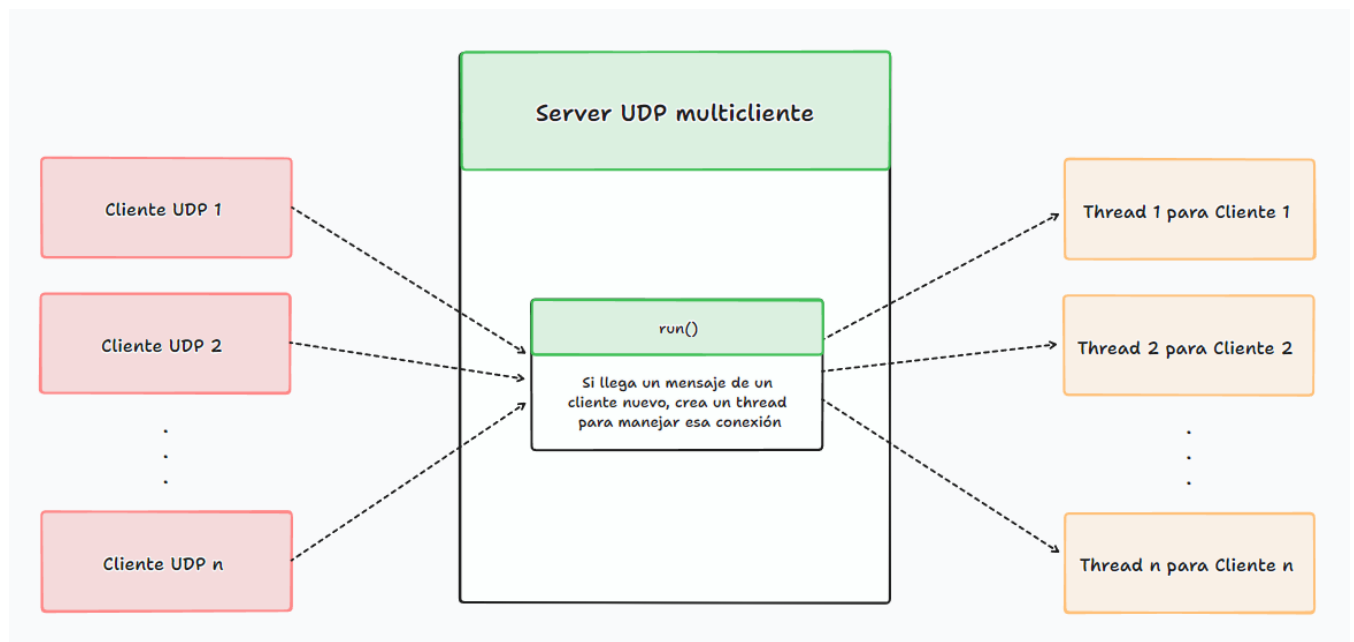 Server UDP multicliente
Cliente UDP 1
Cliente UDP 2
Cliente UDP n
run()
Si llega un mensaje de un
cliente nuevo, crea un thread
para manejar esa conexión
Thread 1 para Cliente 1
Thread 2 para Cliente 2
Thread n para Cliente n